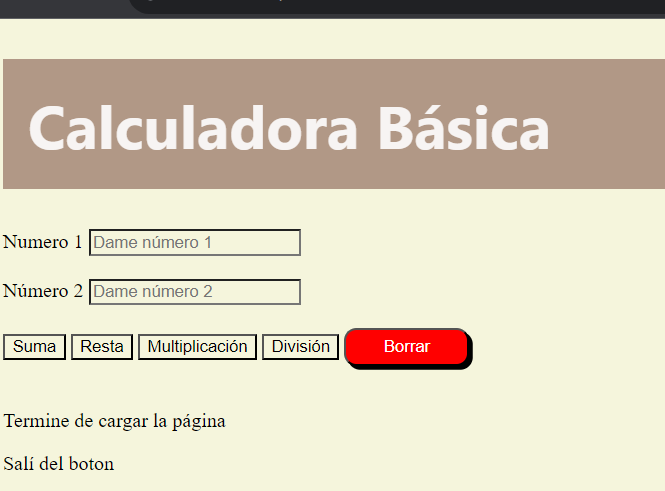 Calculadora Básica
Numero 1 Dame número 1
Número 2 Dame número 2
Suma Resta Multiplicación División Borrar
Termine de cargar la página
Salí del boton